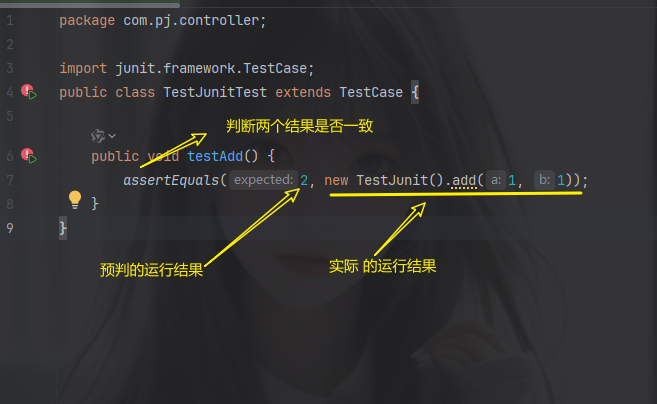 1 package com.pj.controller;
2
3 import junit.framework.TestCase;
4 public class TestJunitTest extends TestCase {
5
判断两个结果是否一致
6 public void testAdd() {
7 assertEquals( expected: 2, new TestJunit().add( a: 1, b: 1));
8 }
9 }
预判的运行结果
实际 的运行结果